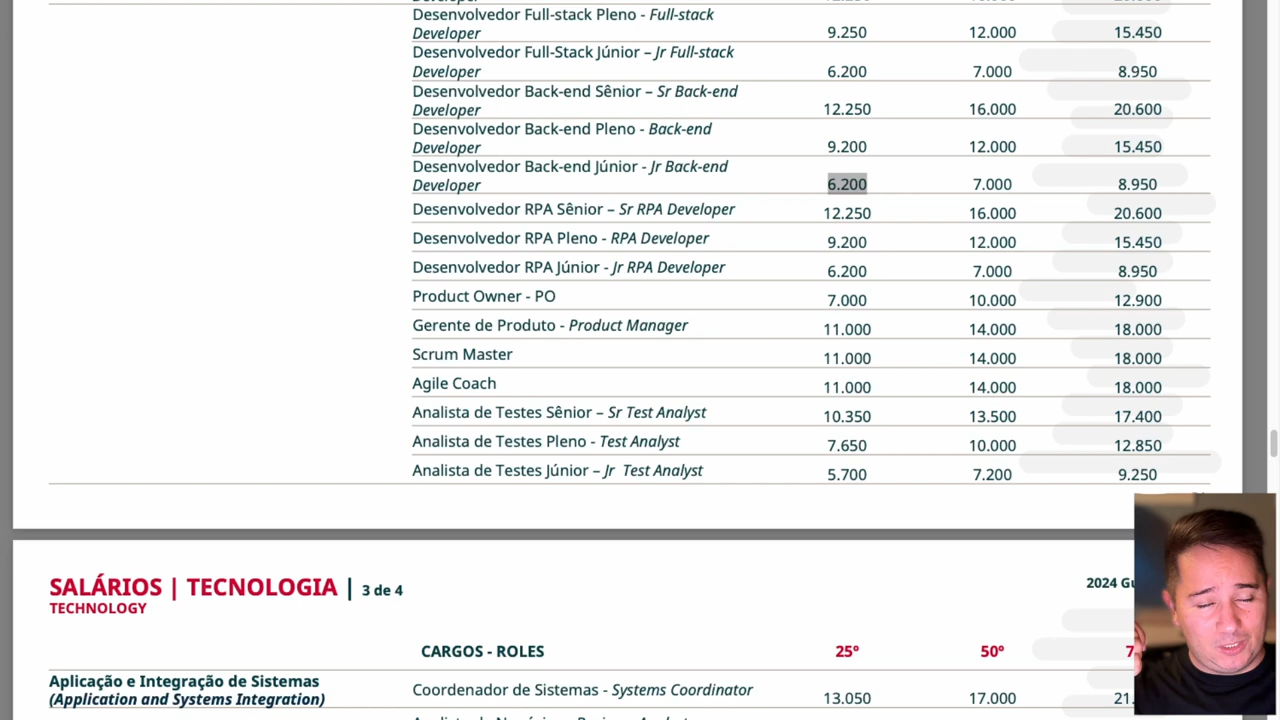 Desenvolvedor Full-stack Pleno - Full-stack
Developer 9.250 12.000 15.450
Desenvolvedor Full-Stack Júnior – Jr Full-stack
Developer 6.200 7.000 8.950
Desenvolvedor Back-end Sênior – Sr Back-end
Developer 12.250 16.000 20.600
Desenvolvedor Back-end Pleno - Back-end
Developer 9.200 12.000 15.450
Desenvolvedor Back-end Júnior - Jr Back-end
Developer 6.200 7.000 8.950
Desenvolvedor RPA Sênior – Sr RPA Developer 12.250 16.000 20.600
Desenvolvedor RPA Pleno - RPA Developer 9.200 12.000 15.450
Desenvolvedor RPA Júnior - Jr RPA Developer 6.200 7.000 8.950
Product Owner - PO 7.000 10.000 12.900
Gerente de Produto - Product Manager 11.000 14.000 18.000
Scrum Master 11.000 14.000 18.000
Agile Coach 11.000 14.000 18.000
Analista de Testes Sênior – Sr Test Analyst 10.350 13.500 17.400
Analista de Testes Pleno - Test Analyst 7.650 10.000 12.850
Analista de Testes Júnior – Jr Test Analyst 5.700 7.200 9.250
SALÁRIOS | TECNOLOGIA | 3 de 4
TECHNOLOGY
2024
CARGOS - ROLES 25º 50º
Aplicação e Integração de Sistemas
(Application and Systems Integration)
Coordenador de Sistemas - Systems Coordinator 13.050 17.000